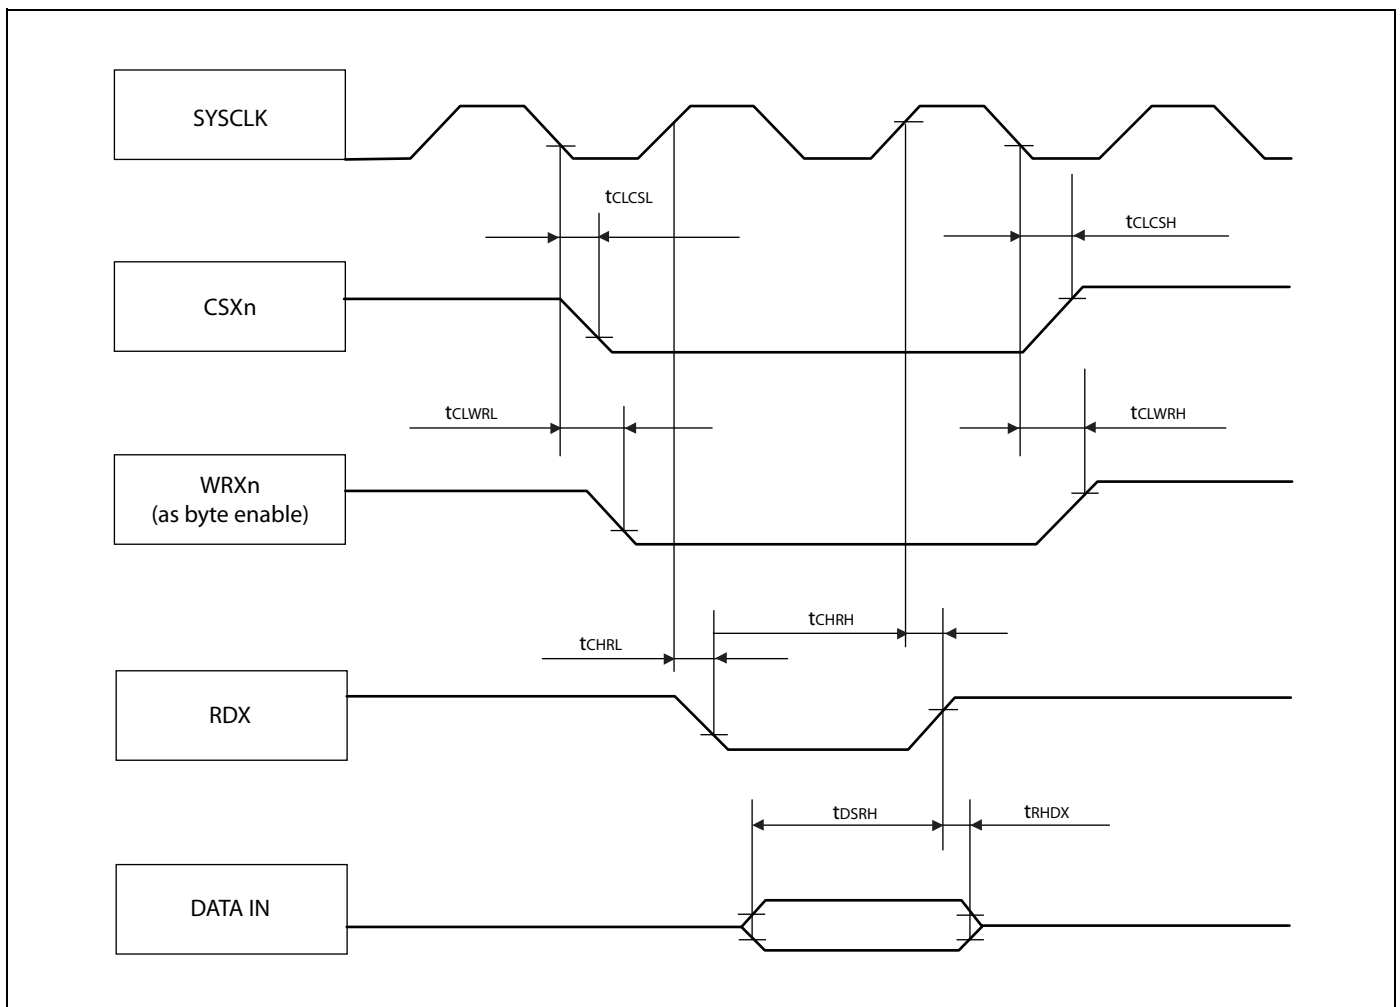 SYSCLK
tCLCSL
tCLCSH
CSXn
tCLWRL
tCLWRH
WRXn
(as byte enable)
tCHRH
tCHRL
RDX
tDSRH
tRHDX
DATA IN